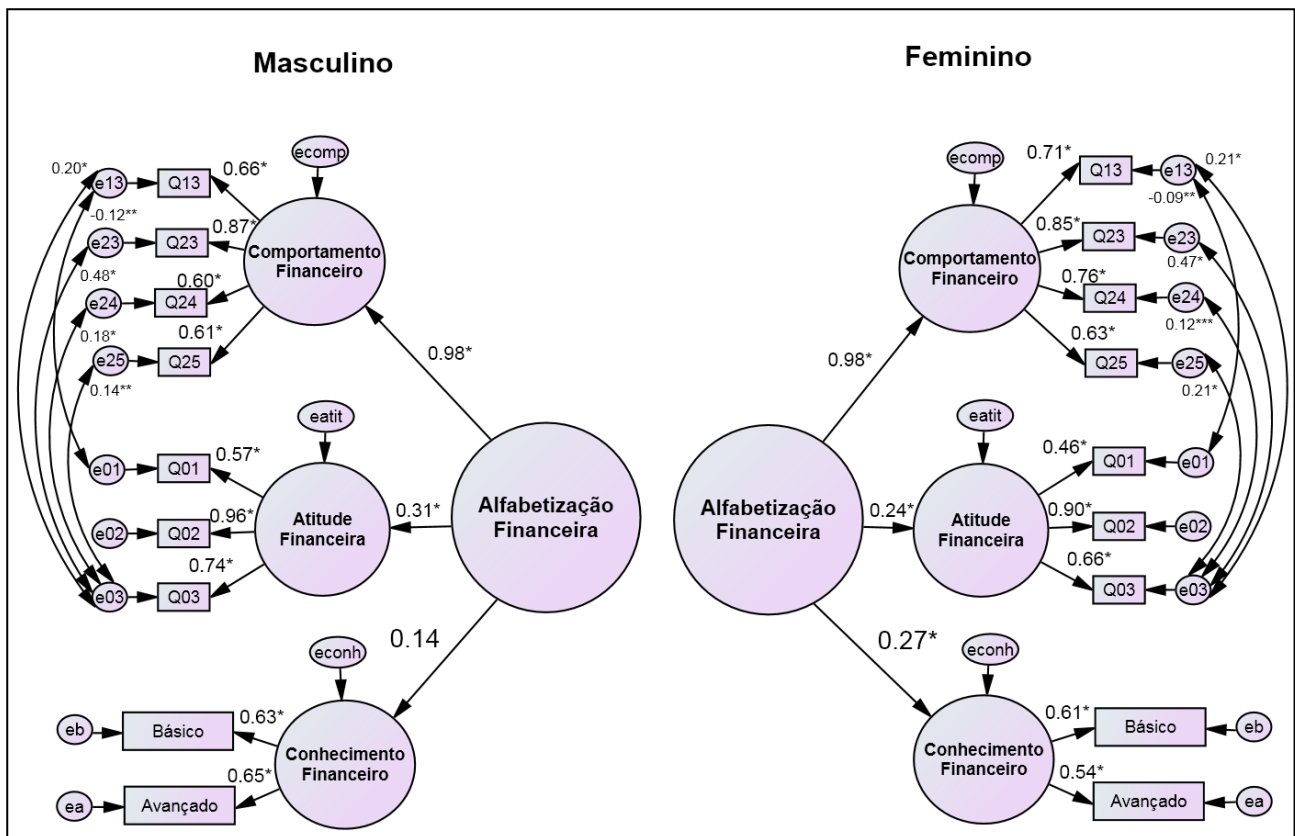 Masculino
ecomp
0.20*
e13
Q13
0.66*
-0.12**
e23
Q23
0.87*
Comportamento
Financeiro
0.48*
e24
Q24
0.60*
0.18*
e25
Q25
0.61*
0.14**
0.98*
eatit
e01
Q01
0.57*
e02
Q02
0.96*
Atitude
Financeira
0.31*
Alfabetização
Financeira
e03
Q03
0.74*
0.14
econh
eb
Básico
0.63*
Conhecimento
Financeiro
ea
Avançado
0.65*
Feminino
ecomp
0.71*
Q13
e13
0.21*
-0.09**
Comportamento
Financeiro
0.85*
Q23
e23
0.47*
0.76*
Q24
e24
0.12***
0.63*
Q25
e25
0.21*
0.98*
eatit
Alfabetização
Financeira
0.24*
Atitude
Financeira
0.46*
Q01
e01
0.90*
Q02
e02
0.66*
Q03
e03
0.27*
econh
Conhecimento
Financeiro
0.61*
Básico
eb
0.54*
Avançado
ea